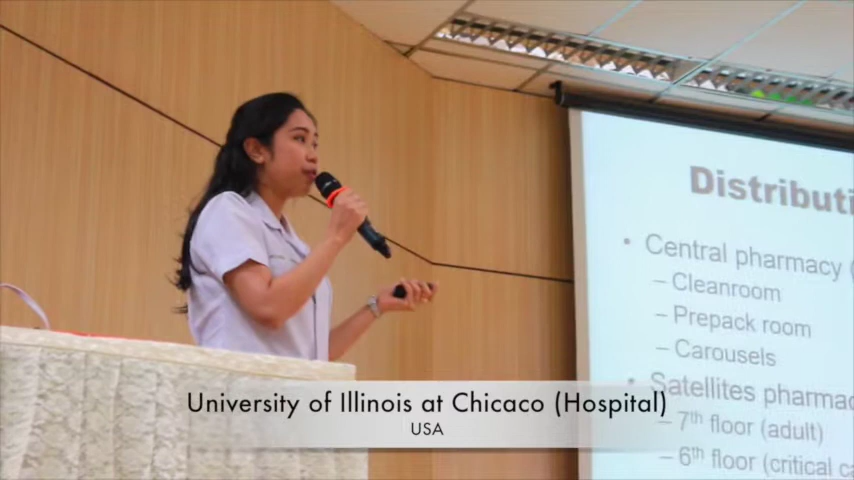 Distributi
• Central pharmacy (
– Cleanroom
– Prepack room
– Carousels
• Satellites pharmac
– 7th floor (adult)
– 6th floor (critical ca
University of Illinois at Chicaco (Hospital)
USA